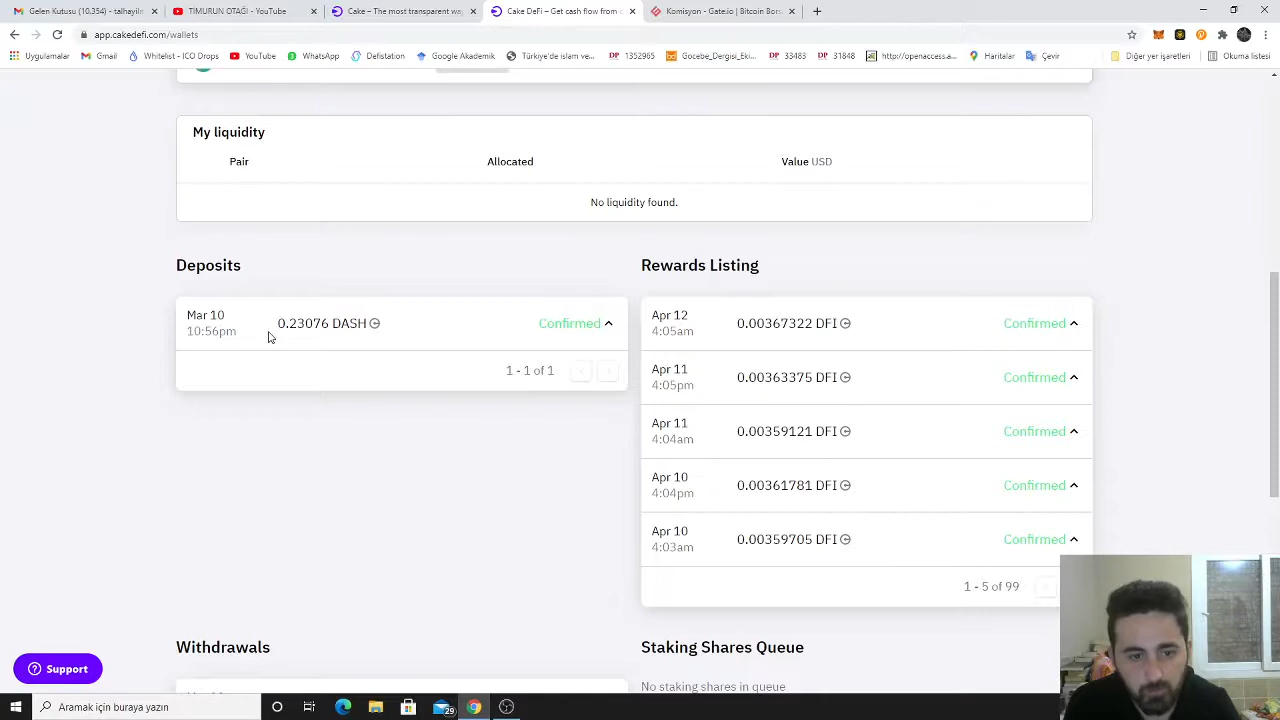 Gelen Kutusu (10.354) - talhayilm
TIMURUN OTAĞI - YouTube
Cake – The most transparent wa
Cake DeFi – Get cash flow from c
Komisyon - Gate.io | Bitcoin Bors
app.cakedefi.com/wallets
Uygulamalar
Gmail
Whitelist - ICO Drops
YouTube
WhatsApp
Defistation
Google Akademik
Türkiye'de islam ve...
1352965
Gocebe_Dergisi_Eki...
33483
31848
http://openaccess.a...
Haritalar
Çevir
Diğer yer işaretleri
Okuma listesi
My liquidity
Pair Allocated Value USD
No liquidity found.
Deposits
Mar 10
10:56pm
0.23076 DASH
Confirmed
1 - 1 of 1
Rewards Listing
Apr 12
4:05am
0.00367322 DFI
Confirmed
Apr 11
4:05pm
0.00363375 DFI
Confirmed
Apr 11
4:04am
0.00359121 DFI
Confirmed
Apr 10
4:04pm
0.00361781 DFI
Confirmed
Apr 10
4:03am
0.00359705 DFI
Confirmed
1 - 5 of 99
Withdrawals
Staking Shares Queue
No staking shares in queue
Support
Aramak için buraya yazın
29